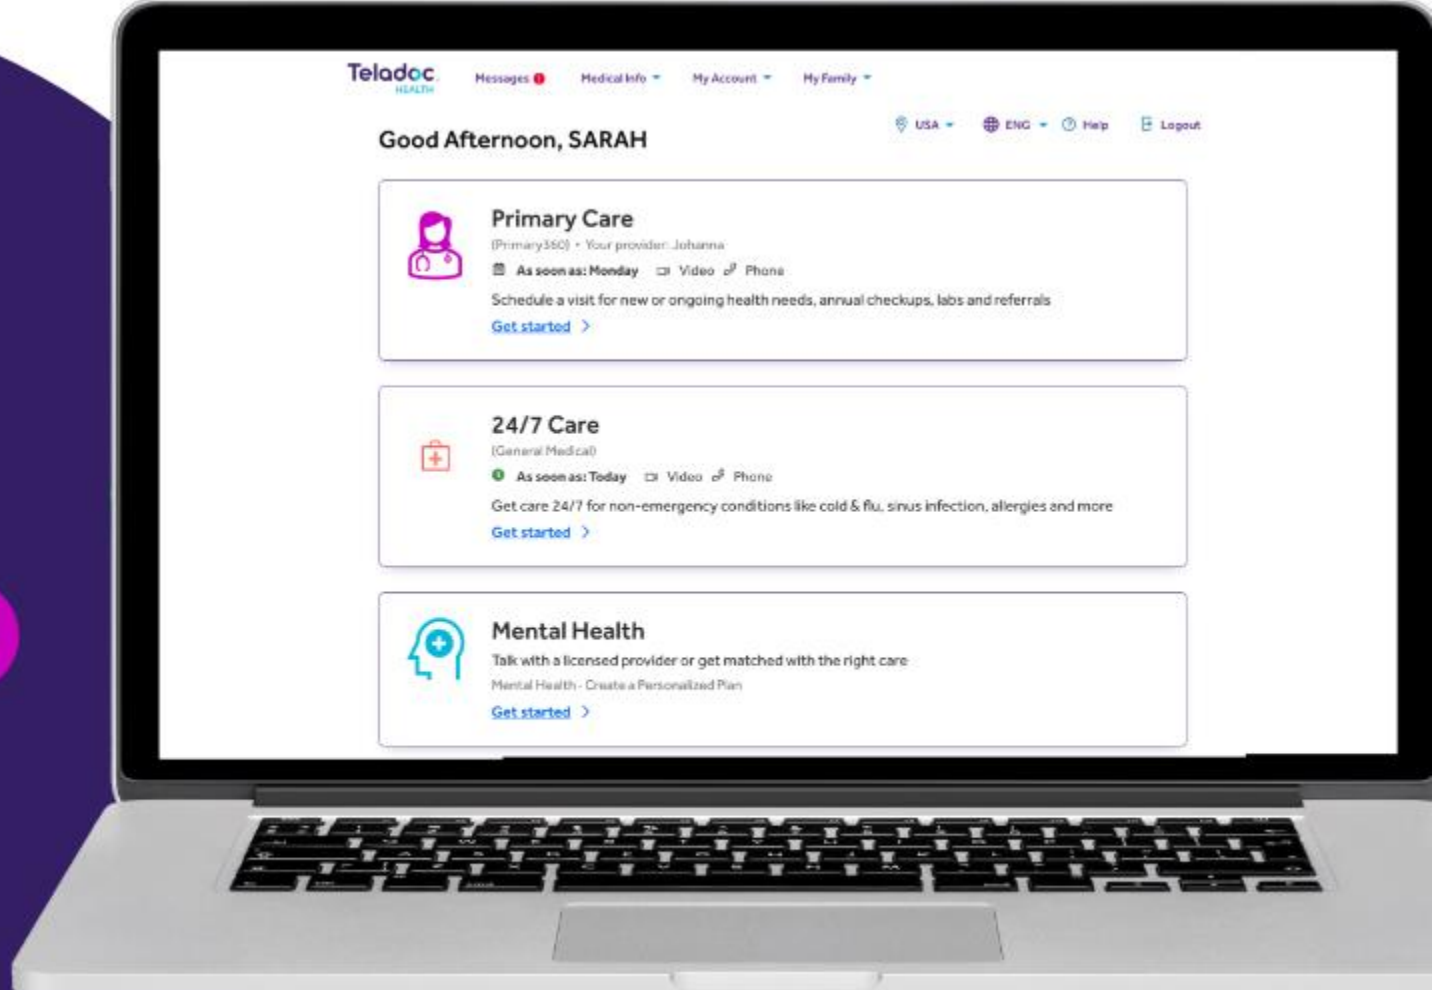 Teladoc
HEALTH
Messages
Medical Info
My Account
My Family
USA
ENG
Help
Logout
Good Afternoon, SARAH
Primary Care
(Primary360) • Your provider: Johanna
As soon as: Monday Video Phone
Schedule a visit for new or ongoing health needs, annual checkups, labs and referrals
Get started >
24/7 Care
(General Medical)
As soon as: Today Video Phone
Get care 24/7 for non-emergency conditions like cold & flu, sinus infection, allergies and more
Get started >
Mental Health
Talk with a licensed provider or get matched with the right care
Mental Health - Create a Personalized Plan
Get started >